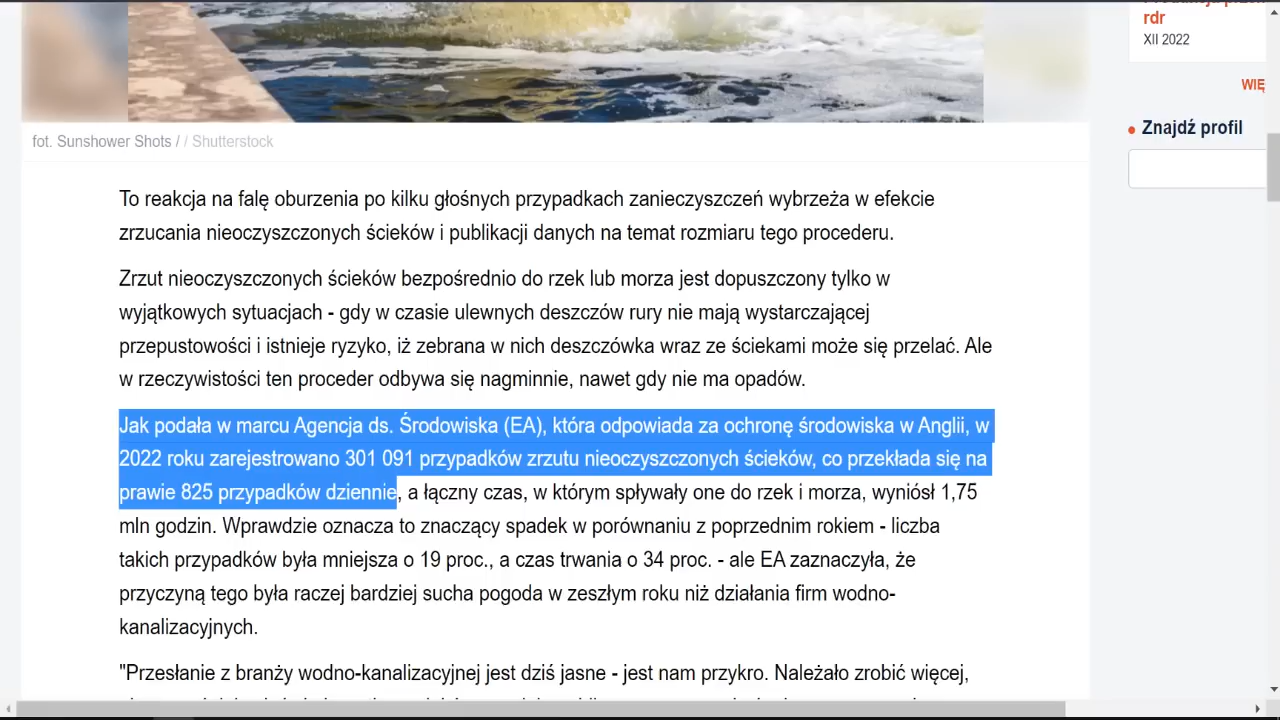 rdr
XII 2022
WIĘ
Znajdź profil
fot. Sunshower Shots / / Shutterstock
To reakcja na falę oburzenia po kilku głośnych przypadkach zanieczyszczeń wybrzeża w efekcie
zrzucania nieoczyszczonych ścieków i publikacji danych na temat rozmiaru tego procederu.
Zrzut nieoczyszczonych ścieków bezpośrednio do rzek lub morza jest dopuszczony tylko w
wyjątkowych sytuacjach - gdy w czasie ulewnych deszczów rury nie mają wystarczającej
przepustowości i istnieje ryzyko, iż zebrana w nich deszczówka wraz ze ściekami może się przelać. Ale
w rzeczywistości ten proceder odbywa się nagminnie, nawet gdy nie ma opadów.
Jak podała w marcu Agencja ds. Środowiska (EA), która odpowiada za ochronę środowiska w Anglii, w
2022 roku zarejestrowano 301 091 przypadków zrzutu nieoczyszczonych ścieków, co przekłada się na
prawie 825 przypadków dziennie, a łączny czas, w którym spływały one do rzek i morza, wyniósł 1,75
mln godzin. Wprawdzie oznacza to znaczący spadek w porównaniu z poprzednim rokiem - liczba
takich przypadków była mniejsza o 19 proc., a czas trwania o 34 proc. - ale EA zaznaczyła, że
przyczyną tego była raczej bardziej sucha pogoda w zeszłym roku niż działania firm wodno-
kanalizacyjnych.
"Przesłanie z branży wodno-kanalizacyjnej jest dziś jasne - jest nam przykro. Należało zrobić więcej,